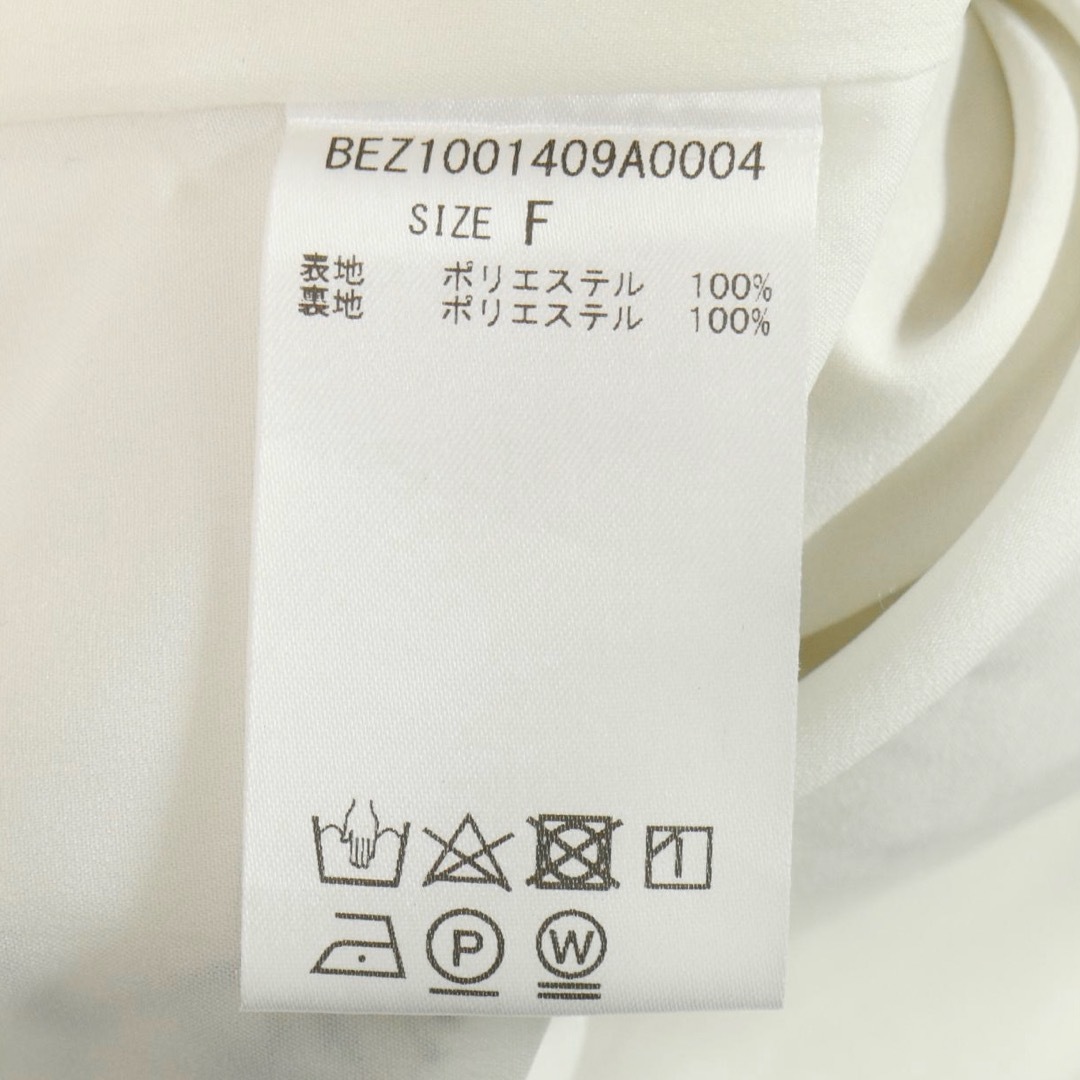 BEZ1001409A0004
SIZE F
表地 ポリエステル 100%
裏地 ポリエステル 100%
P W